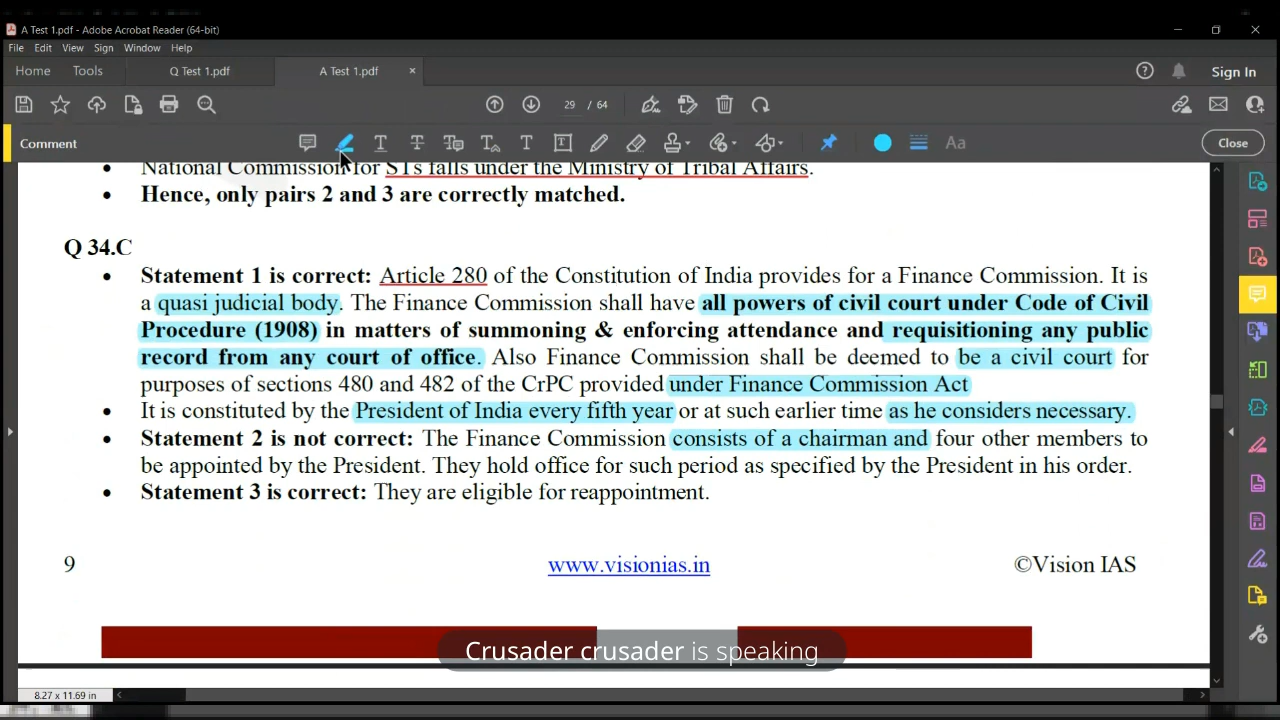 A Test 1.pdf - Adobe Acrobat Reader (64-bit)
File Edit View Sign Window Help
Home Tools Q Test 1.pdf A Test 1.pdf × Sign In
29 / 64
Comment Aa Close
National Commission for STs falls under the Ministry of Tribal Affairs.
• Hence, only pairs 2 and 3 are correctly matched.
Q 34.C
• Statement 1 is correct: Article 280 of the Constitution of India provides for a Finance Commission. It is
a quasi judicial body. The Finance Commission shall have all powers of civil court under Code of Civil
Procedure (1908) in matters of summoning & enforcing attendance and requisitioning any public
record from any court of office. Also Finance Commission shall be deemed to be a civil court for
purposes of sections 480 and 482 of the CrPC provided under Finance Commission Act
• It is constituted by the President of India every fifth year or at such earlier time as he considers necessary.
• Statement 2 is not correct: The Finance Commission consists of a chairman and four other members to
be appointed by the President. They hold office for such period as specified by the President in his order.
• Statement 3 is correct: They are eligible for reappointment.
9 www.visionias.in ©Vision IAS
Crusader crusader is speaking
8.27 x 11.69 in